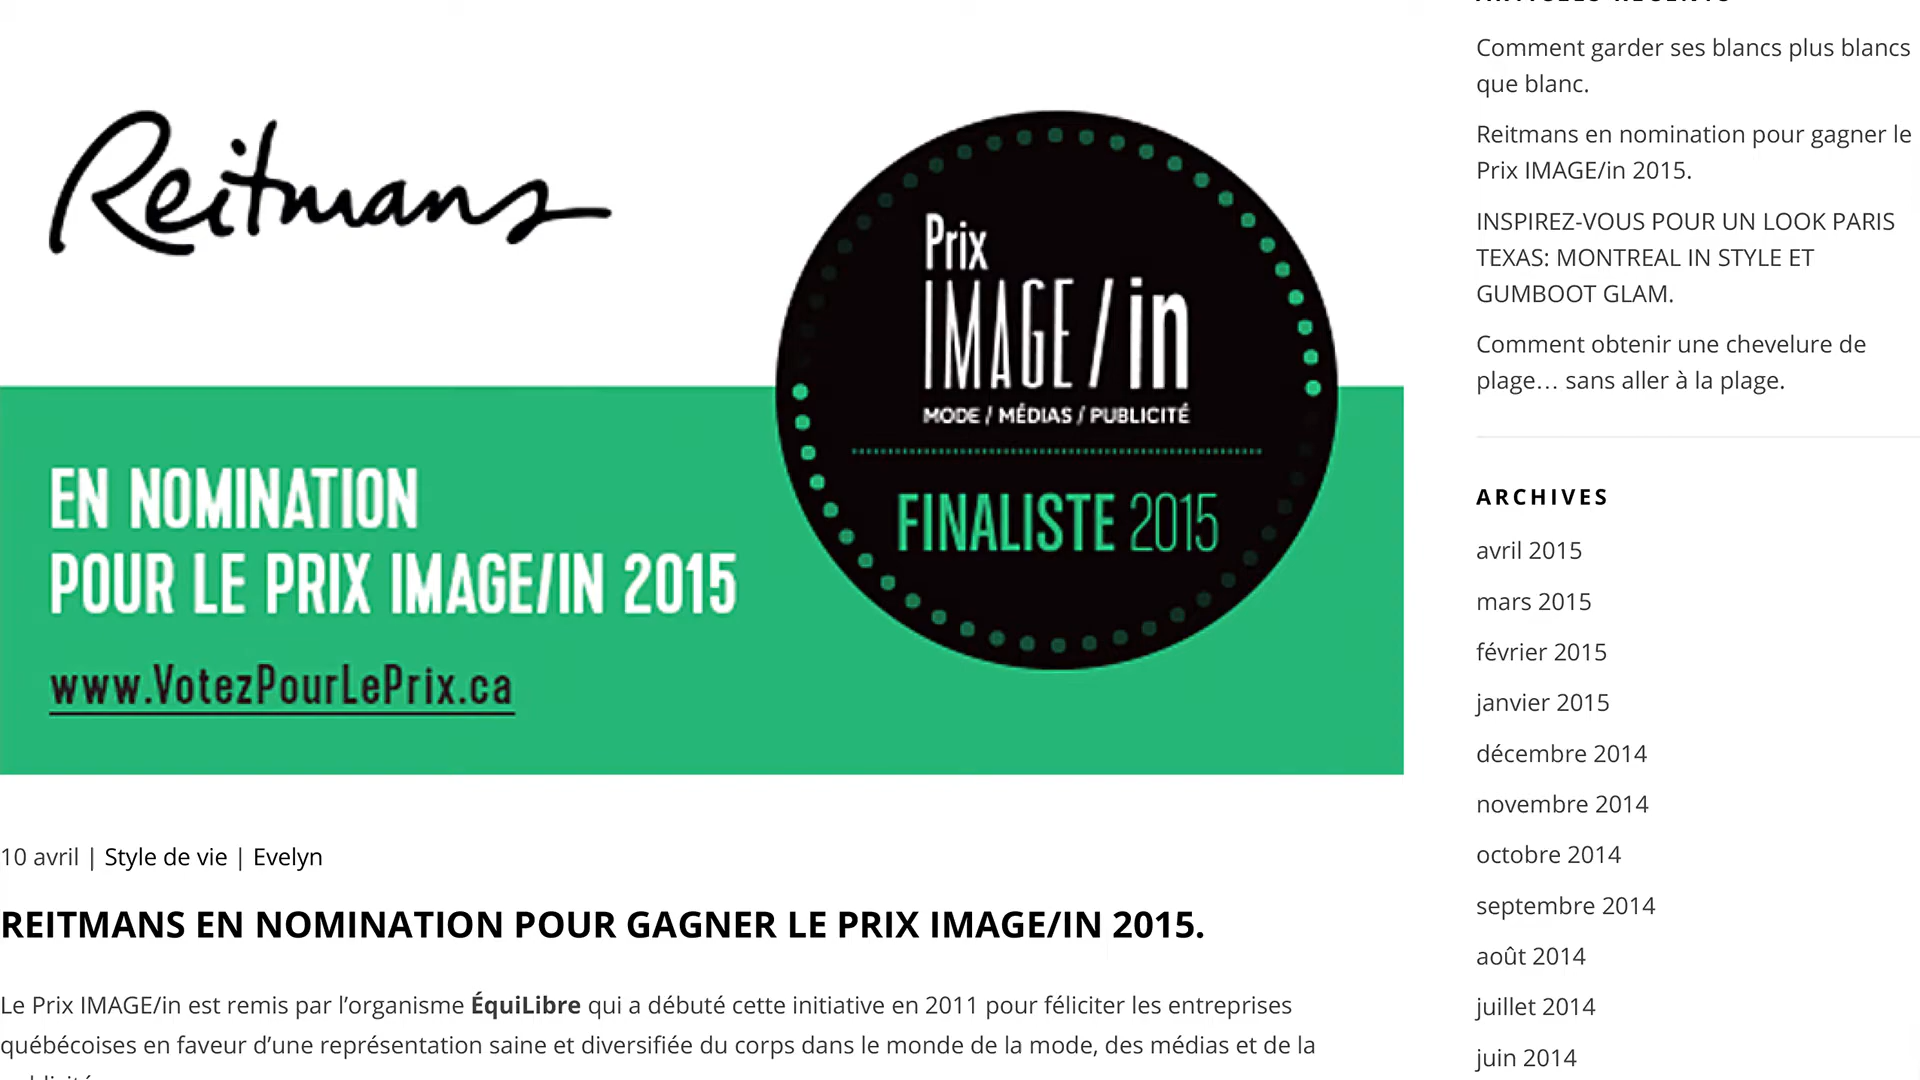 Reitmans
Prix
IMAGE/in
MODE / MÉDIAS / PUBLICITÉ
FINALISTE 2015
EN NOMINATION
POUR LE PRIX IMAGE/IN 2015
www.VotezPourLePrix.ca
10 avril | Style de vie | Evelyn
REITMANS EN NOMINATION POUR GAGNER LE PRIX IMAGE/IN 2015.
Le Prix IMAGE/in est remis par l’organisme ÉquiLibre qui a débuté cette initiative en 2011 pour féliciter les entreprises
québécoises en faveur d’une représentation saine et diversifiée du corps dans le monde de la mode, des médias et de la
Comment garder ses blancs plus blancs
que blanc.
Reitmans en nomination pour gagner le
Prix IMAGE/in 2015.
INSPIREZ-VOUS POUR UN LOOK PARIS
TEXAS: MONTREAL IN STYLE ET
GUMBOOT GLAM.
Comment obtenir une chevelure de
plage… sans aller à la plage.
ARCHIVES
avril 2015
mars 2015
février 2015
janvier 2015
décembre 2014
novembre 2014
octobre 2014
septembre 2014
août 2014
juillet 2014
juin 2014